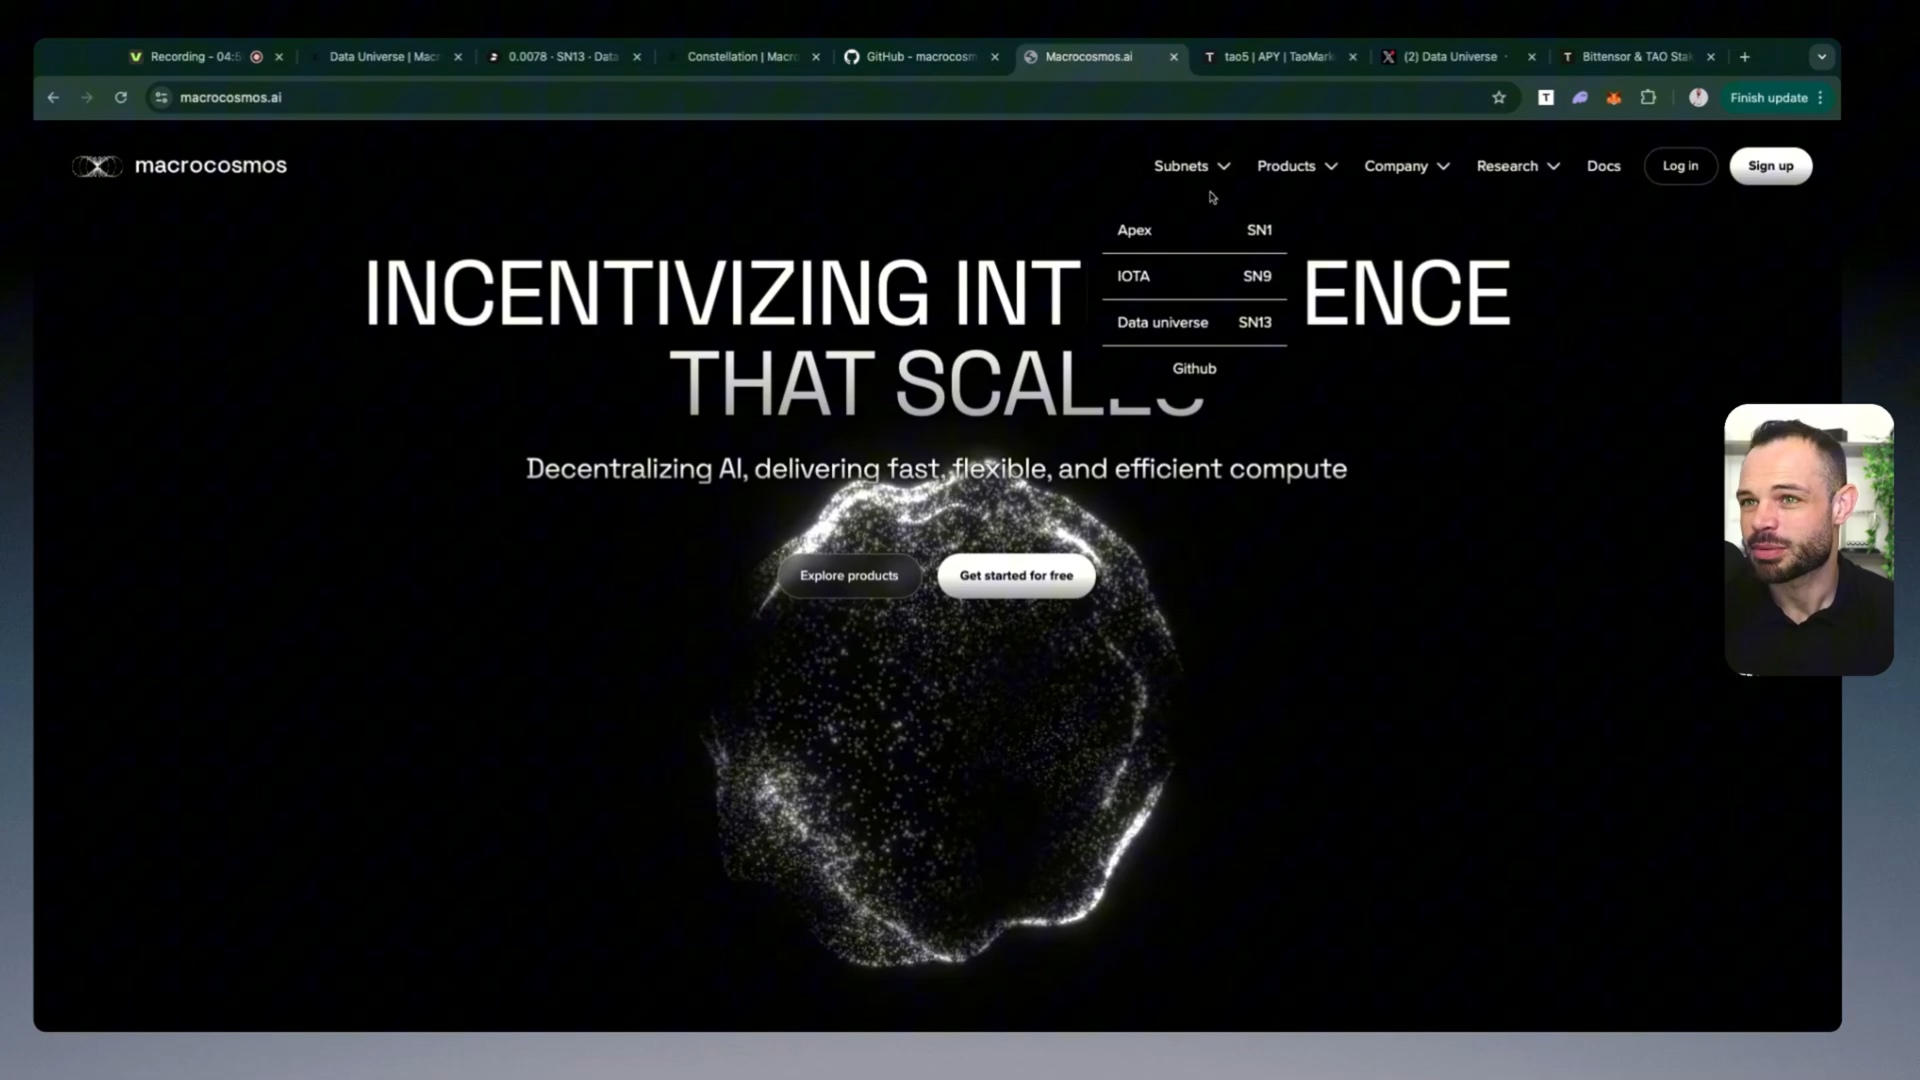 Recording - 04:5
Data Universe | Macr
0.0078 · SN13 · Data
Constellation | Macro
GitHub - macrocosm
Macrocosmos.ai
tao5 | APY | TaoMark
(2) Data Universe ·
Bittensor & TAO Sta
macrocosmos.ai
Finish update
macrocosmos
Subnets
Products
Company
Research
Docs
Log in
Sign up
Apex SN1
IOTA SN9
Data universe SN13
Github
INCENTIVIZING INT ENCE
THAT SCALES
Decentralizing AI, delivering fast, flexible, and efficient compute
Explore products
Get started for free